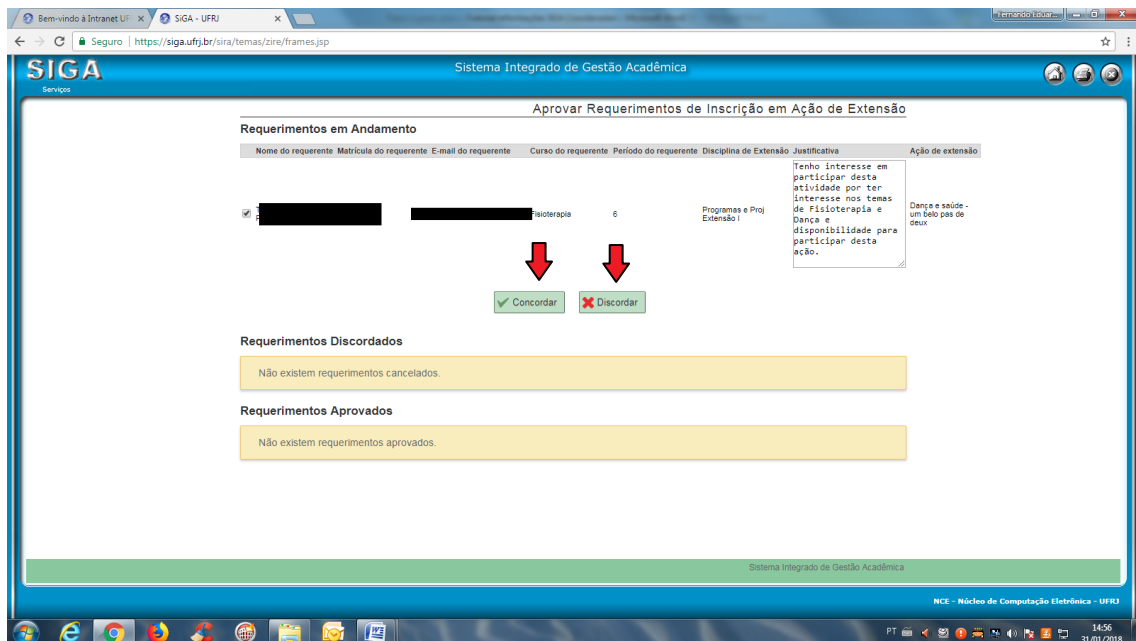 Bem-vindo à Intranet UF
SiGA - UFRJ
Fernando Eduar...
Seguro | https://siga.ufrj.br/sira/temas/zire/frames.jsp
SIGA
Serviços
Sistema Integrado de Gestão Acadêmica
Aprovar Requerimentos de Inscrição em Ação de Extensão
Requerimentos em Andamento
Nome do requerente Matrícula do requerente E-mail do requerente Curso do requerente Período do requerente Disciplina de Extensão Justificativa Ação de extensão
Fisioterapia
6
Programas e Proj
Extensão I
Tenho interesse em
participar desta
atividade por ter
interesse nos temas
de Fisioterapia e
Dança e
disponibilidade para
participar desta
ação.
Dança e saúde -
um belo pas de
deux
Concordar
Discordar
Requerimentos Discordados
Não existem requerimentos cancelados.
Requerimentos Aprovados
Não existem requerimentos aprovados.
Sistema Integrado de Gestão Acadêmica
NCE - Núcleo de Computação Eletrônica - UFRJ
PT
14:56
31/01/2018